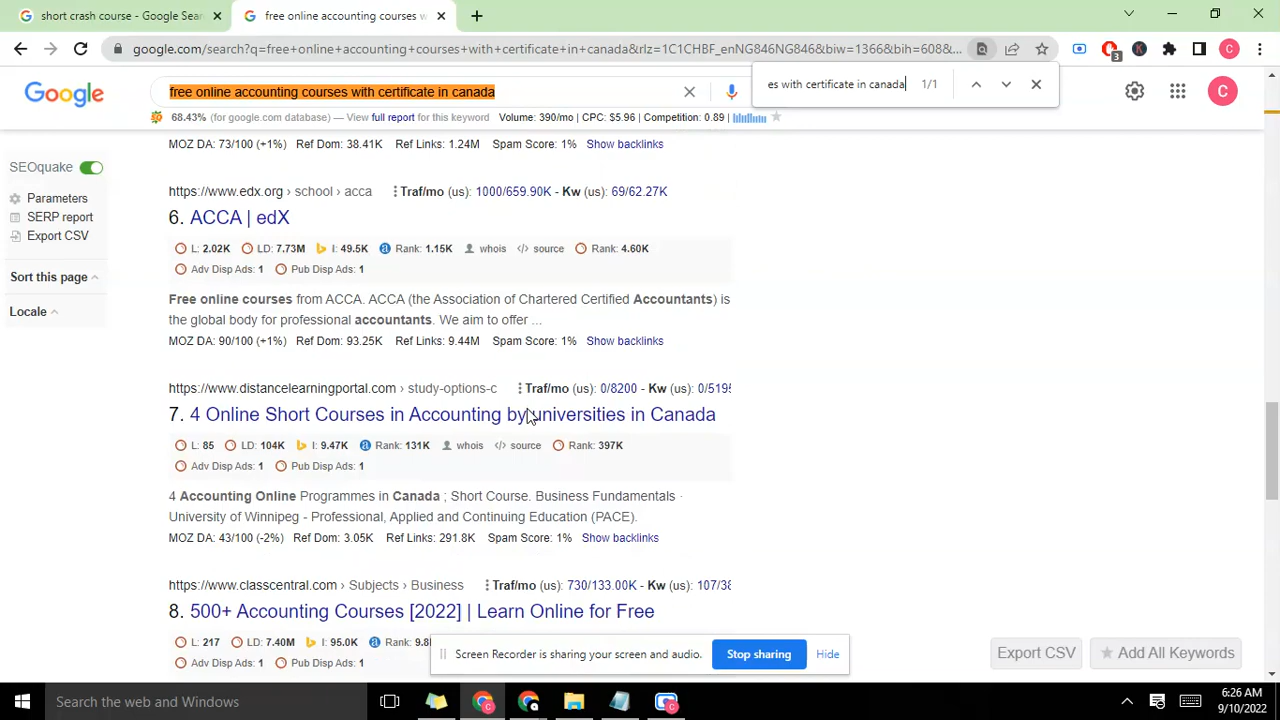 short crash course - Google Sear
free online accounting courses w
google.com/search?q=free+online+accounting+courses+with+certificate+in+canada&rlz=1C1CHBF_enNG846NG846&biw=1366&bih=608&...
3
K
C
Google
free online accounting courses with certificate in canada
es with certificate in canada
1/1
C
68.43% (for google.com database) — View full report for this keyword
Volume: 390/mo | CPC: $5.96 | Competition: 0.89
MOZ DA: 73/100 (+1%) Ref Dom: 38.41K Ref Links: 1.24M Spam Score: 1% Show backlinks
SEOquake
Parameters
SERP report
Export CSV
Sort this page
Locale
https://www.edx.org › school › acca Traf/mo (us): 1000/659.90K - Kw (us): 69/62.27K
6. ACCA | edX
L: 2.02K LD: 7.73M I: 49.5K Rank: 1.15K whois </> source Rank: 4.60K
Adv Disp Ads: 1 Pub Disp Ads: 1
Free online courses from ACCA. ACCA (the Association of Chartered Certified Accountants) is
the global body for professional accountants. We aim to offer ...
MOZ DA: 90/100 (+1%) Ref Dom: 93.25K Ref Links: 9.44M Spam Score: 1% Show backlinks
https://www.distancelearningportal.com › study-options-c Traf/mo (us): 0/8200 - Kw (us): 0/5195
7. 4 Online Short Courses in Accounting by universities in Canada
L: 85 LD: 104K I: 9.47K Rank: 131K whois </> source Rank: 397K
Adv Disp Ads: 1 Pub Disp Ads: 1
4 Accounting Online Programmes in Canada ; Short Course. Business Fundamentals ·
University of Winnipeg - Professional, Applied and Continuing Education (PACE).
MOZ DA: 43/100 (-2%) Ref Dom: 3.05K Ref Links: 291.8K Spam Score: 1% Show backlinks
https://www.classcentral.com › Subjects › Business Traf/mo (us): 730/133.00K - Kw (us): 107/38
8. 500+ Accounting Courses [2022] | Learn Online for Free
L: 217 LD: 7.40M I: 95.0K Rank: 9.8
Adv Disp Ads: 1 Pub Disp Ads: 1
Screen Recorder is sharing your screen and audio. Stop sharing Hide
Export CSV
Add All Keywords
Search the web and Windows
6:26 AM
9/10/2022